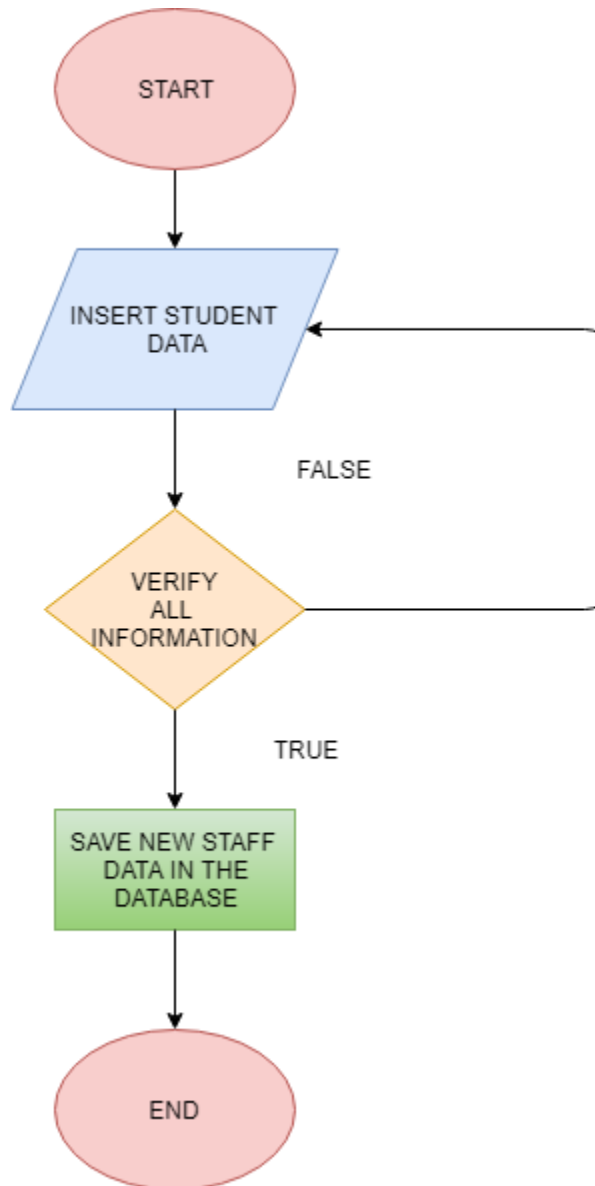 START
INSERT STUDENT
DATA
FALSE
VERIFY
ALL
INFORMATION
TRUE
SAVE NEW STAFF
DATA IN THE
DATABASE
END